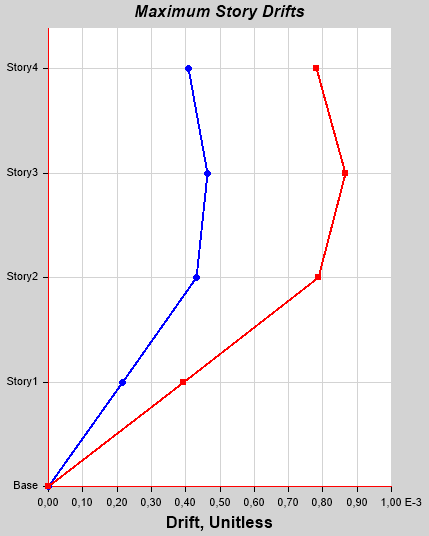 Maximum Story Drifts
Story4
Story3
Story2
Story1
Base
0,00 0,10 0,20 0,30 0,40 0,50 0,60 0,70 0,80 0,90 1,00 E-3
Drift, Unitless